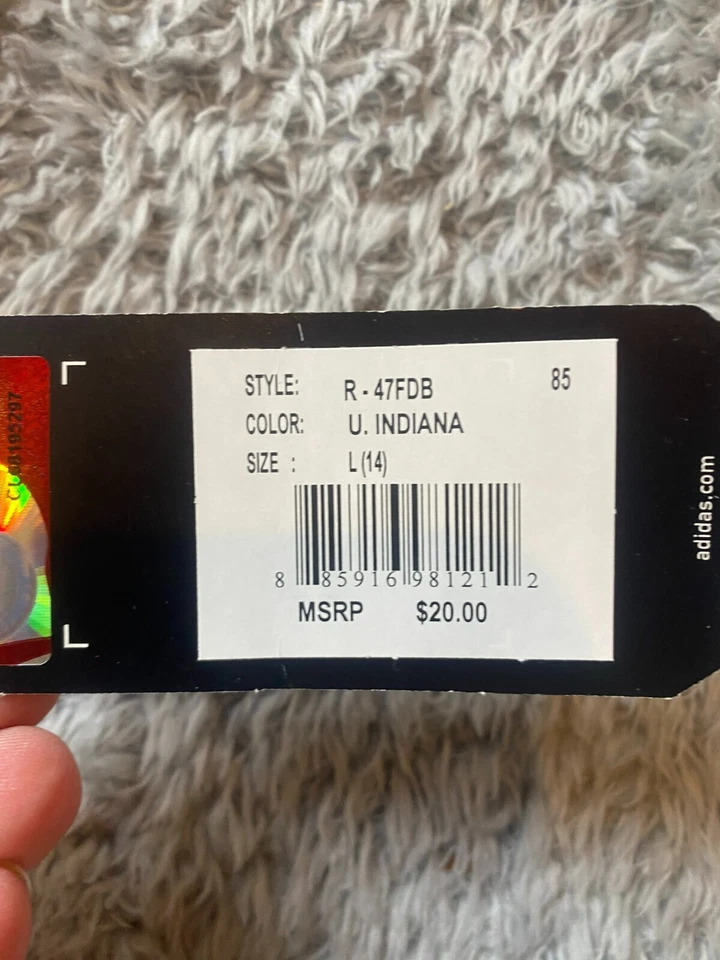 STYLE: R - 47FDB 85
COLOR: U. INDIANA
SIZE : L (14)
8 85916 98121 2
MSRP $20.00
adidas.com